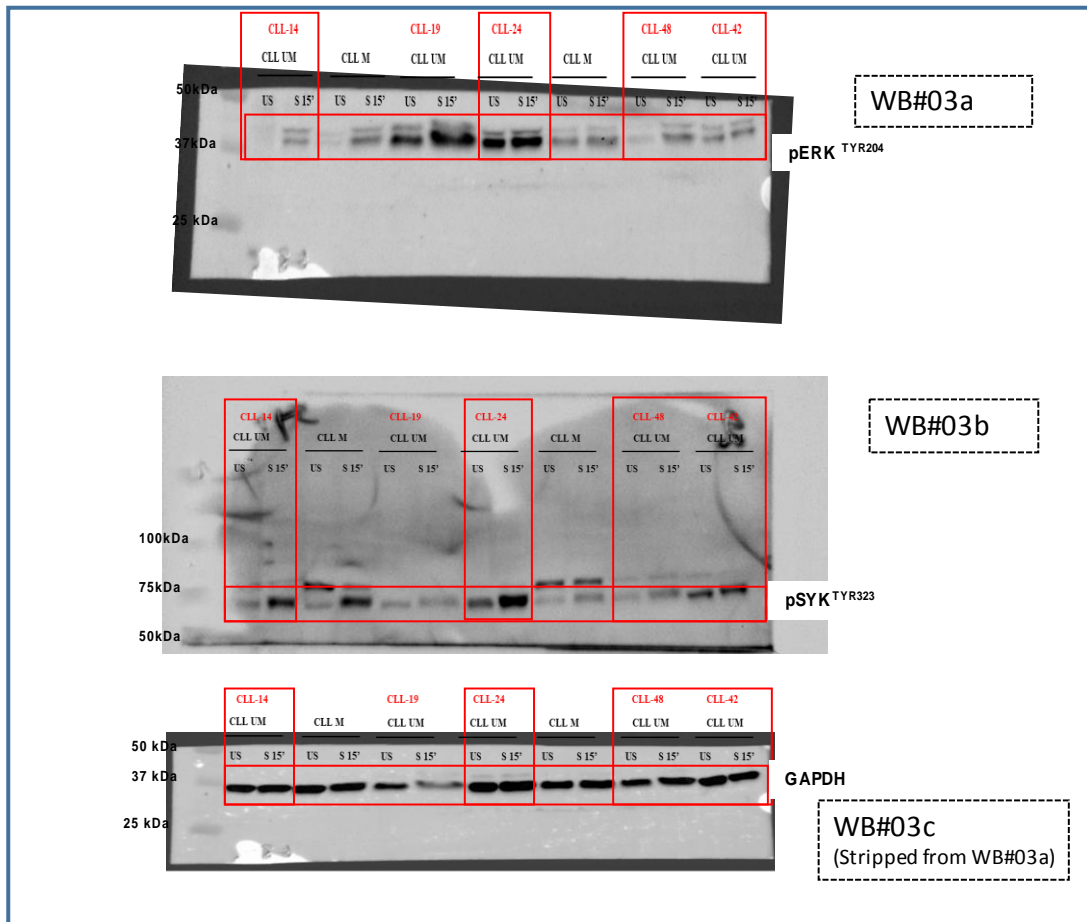 CLL-14 CLL-19 CLL-24 CLL-48 CLL-42
CLL UM CLL M CLL UM CLL UM CLL M CLL UM CLL UM
US S 15’ US S 15’ US S 15’ US S 15’ US S 15’ US S 15’ US S 15’
50kDa
37kDa
25 kDa
WB#03a
pERK TYR204
CLL-14 CLL-19 CLL-24 CLL-48 CLL-42
CLL UM CLL M CLL UM CLL UM CLL M CLL UM CLL UM
US S 15’ US S 15’ US S 15’ US S 15’ US S 15’ US S 15’ US S 15’
100kDa
75kDa
50kDa
WB#03b
pSYKTYR323
CLL-14 CLL-19 CLL-24 CLL-48 CLL-42
CLL UM CLL M CLL UM CLL UM CLL M CLL UM CLL UM
US S 15’ US S 15’ US S 15’ US S 15’ US S 15’ US S 15’ US S 15’
50 kDa
37 kDa
25 kDa
GAPDH
WB#03c
(Stripped from WB#03a)